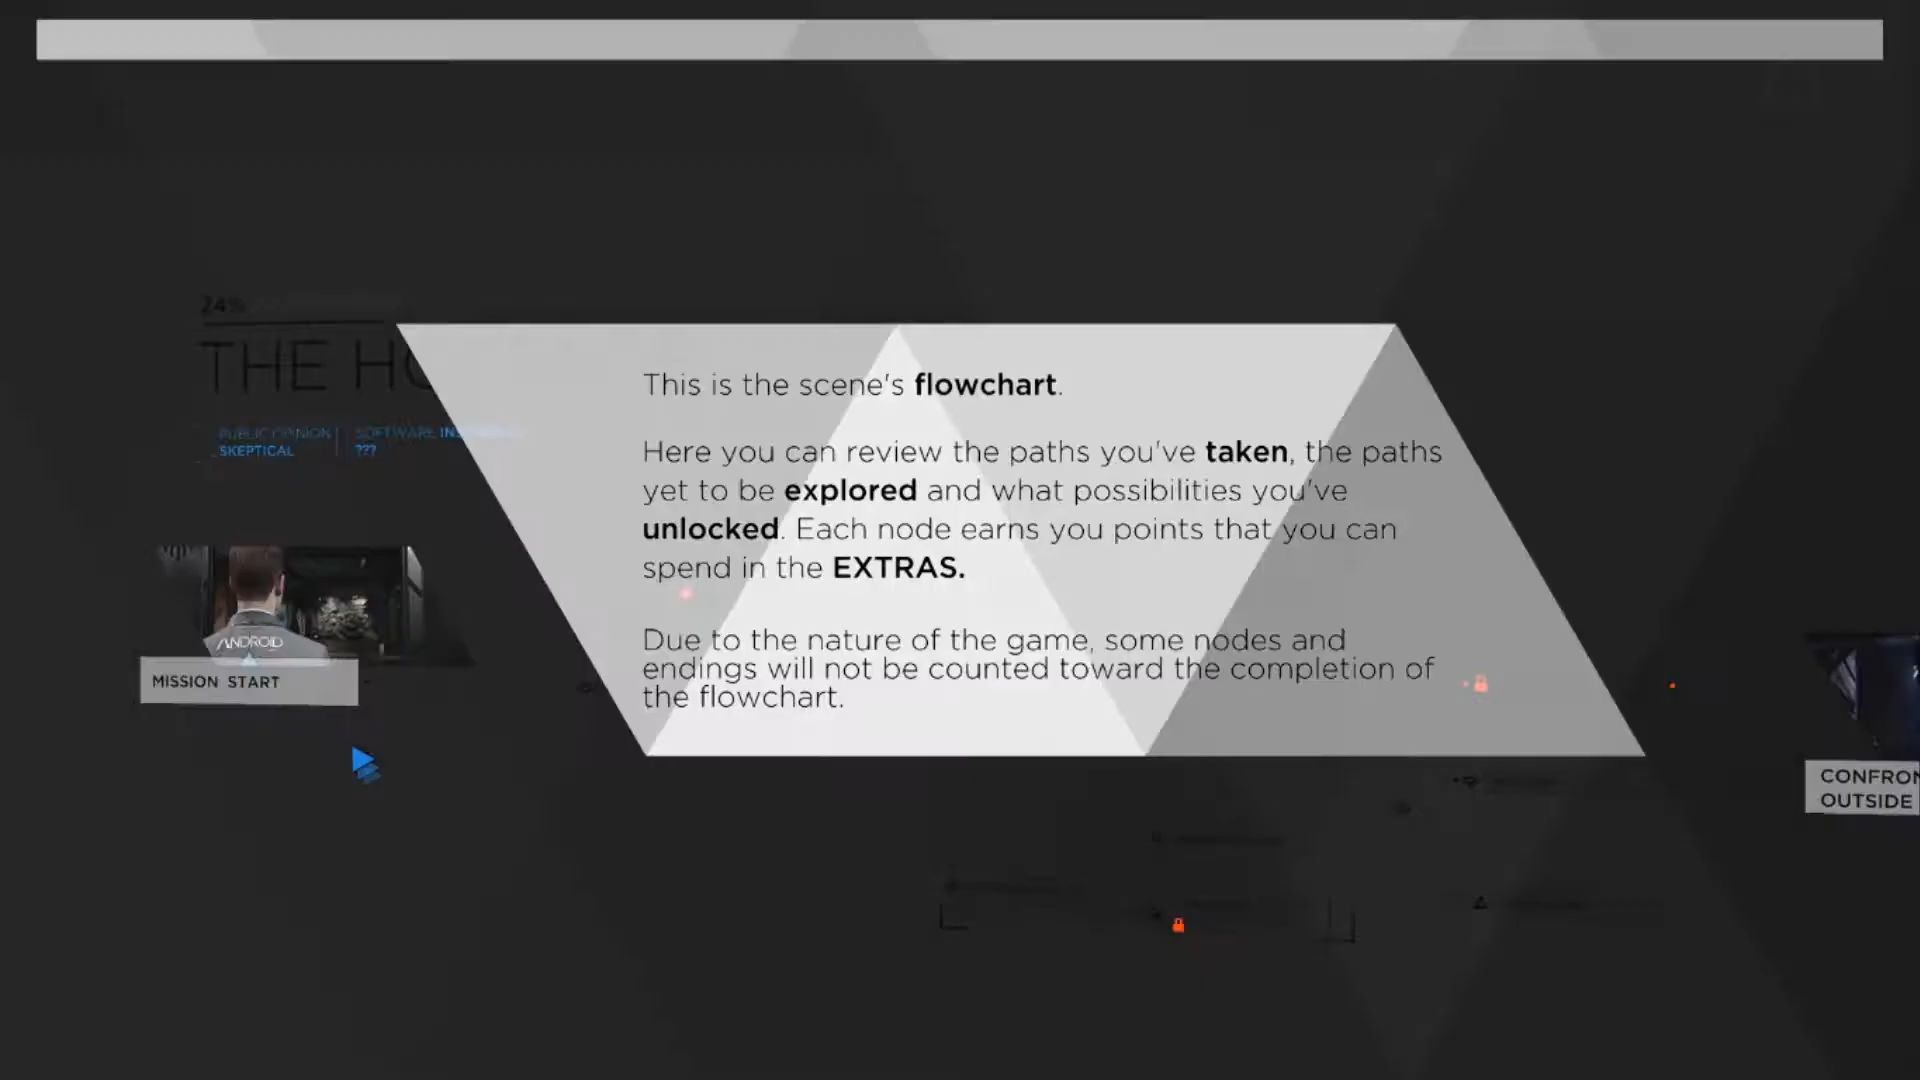 24%
THE HO
PUBLIC OPINION
SOFTWARE INS
SKEPTICAL
???
This is the scene's flowchart.
Here you can review the paths you've taken, the paths
yet to be explored and what possibilities you've
unlocked. Each node earns you points that you can
spend in the EXTRAS.
Due to the nature of the game, some nodes and
endings will not be counted toward the completion of
the flowchart.
ANDROID
MISSION START
CONFRON
OUTSIDE